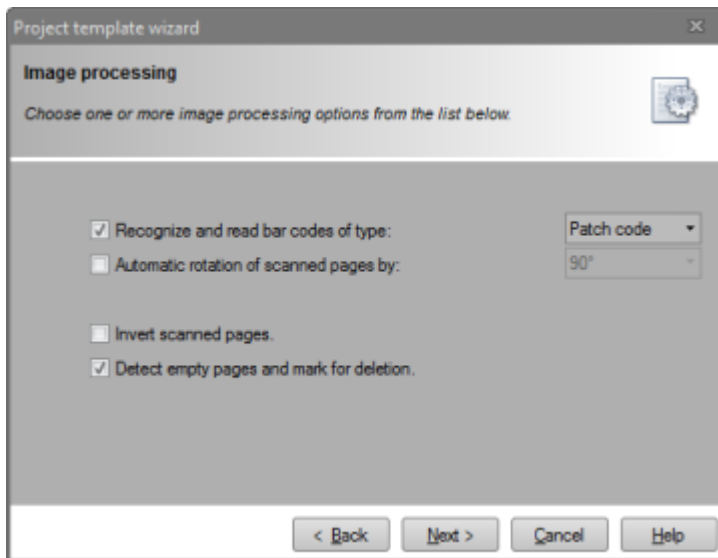 Project template wizard
Image processing
Choose one or more image processing options from the list below.
Recognize and read bar codes of type: Patch code
Automatic rotation of scanned pages by: 90°
Invert scanned pages.
Detect empty pages and mark for deletion.
< Back Next > Cancel Help